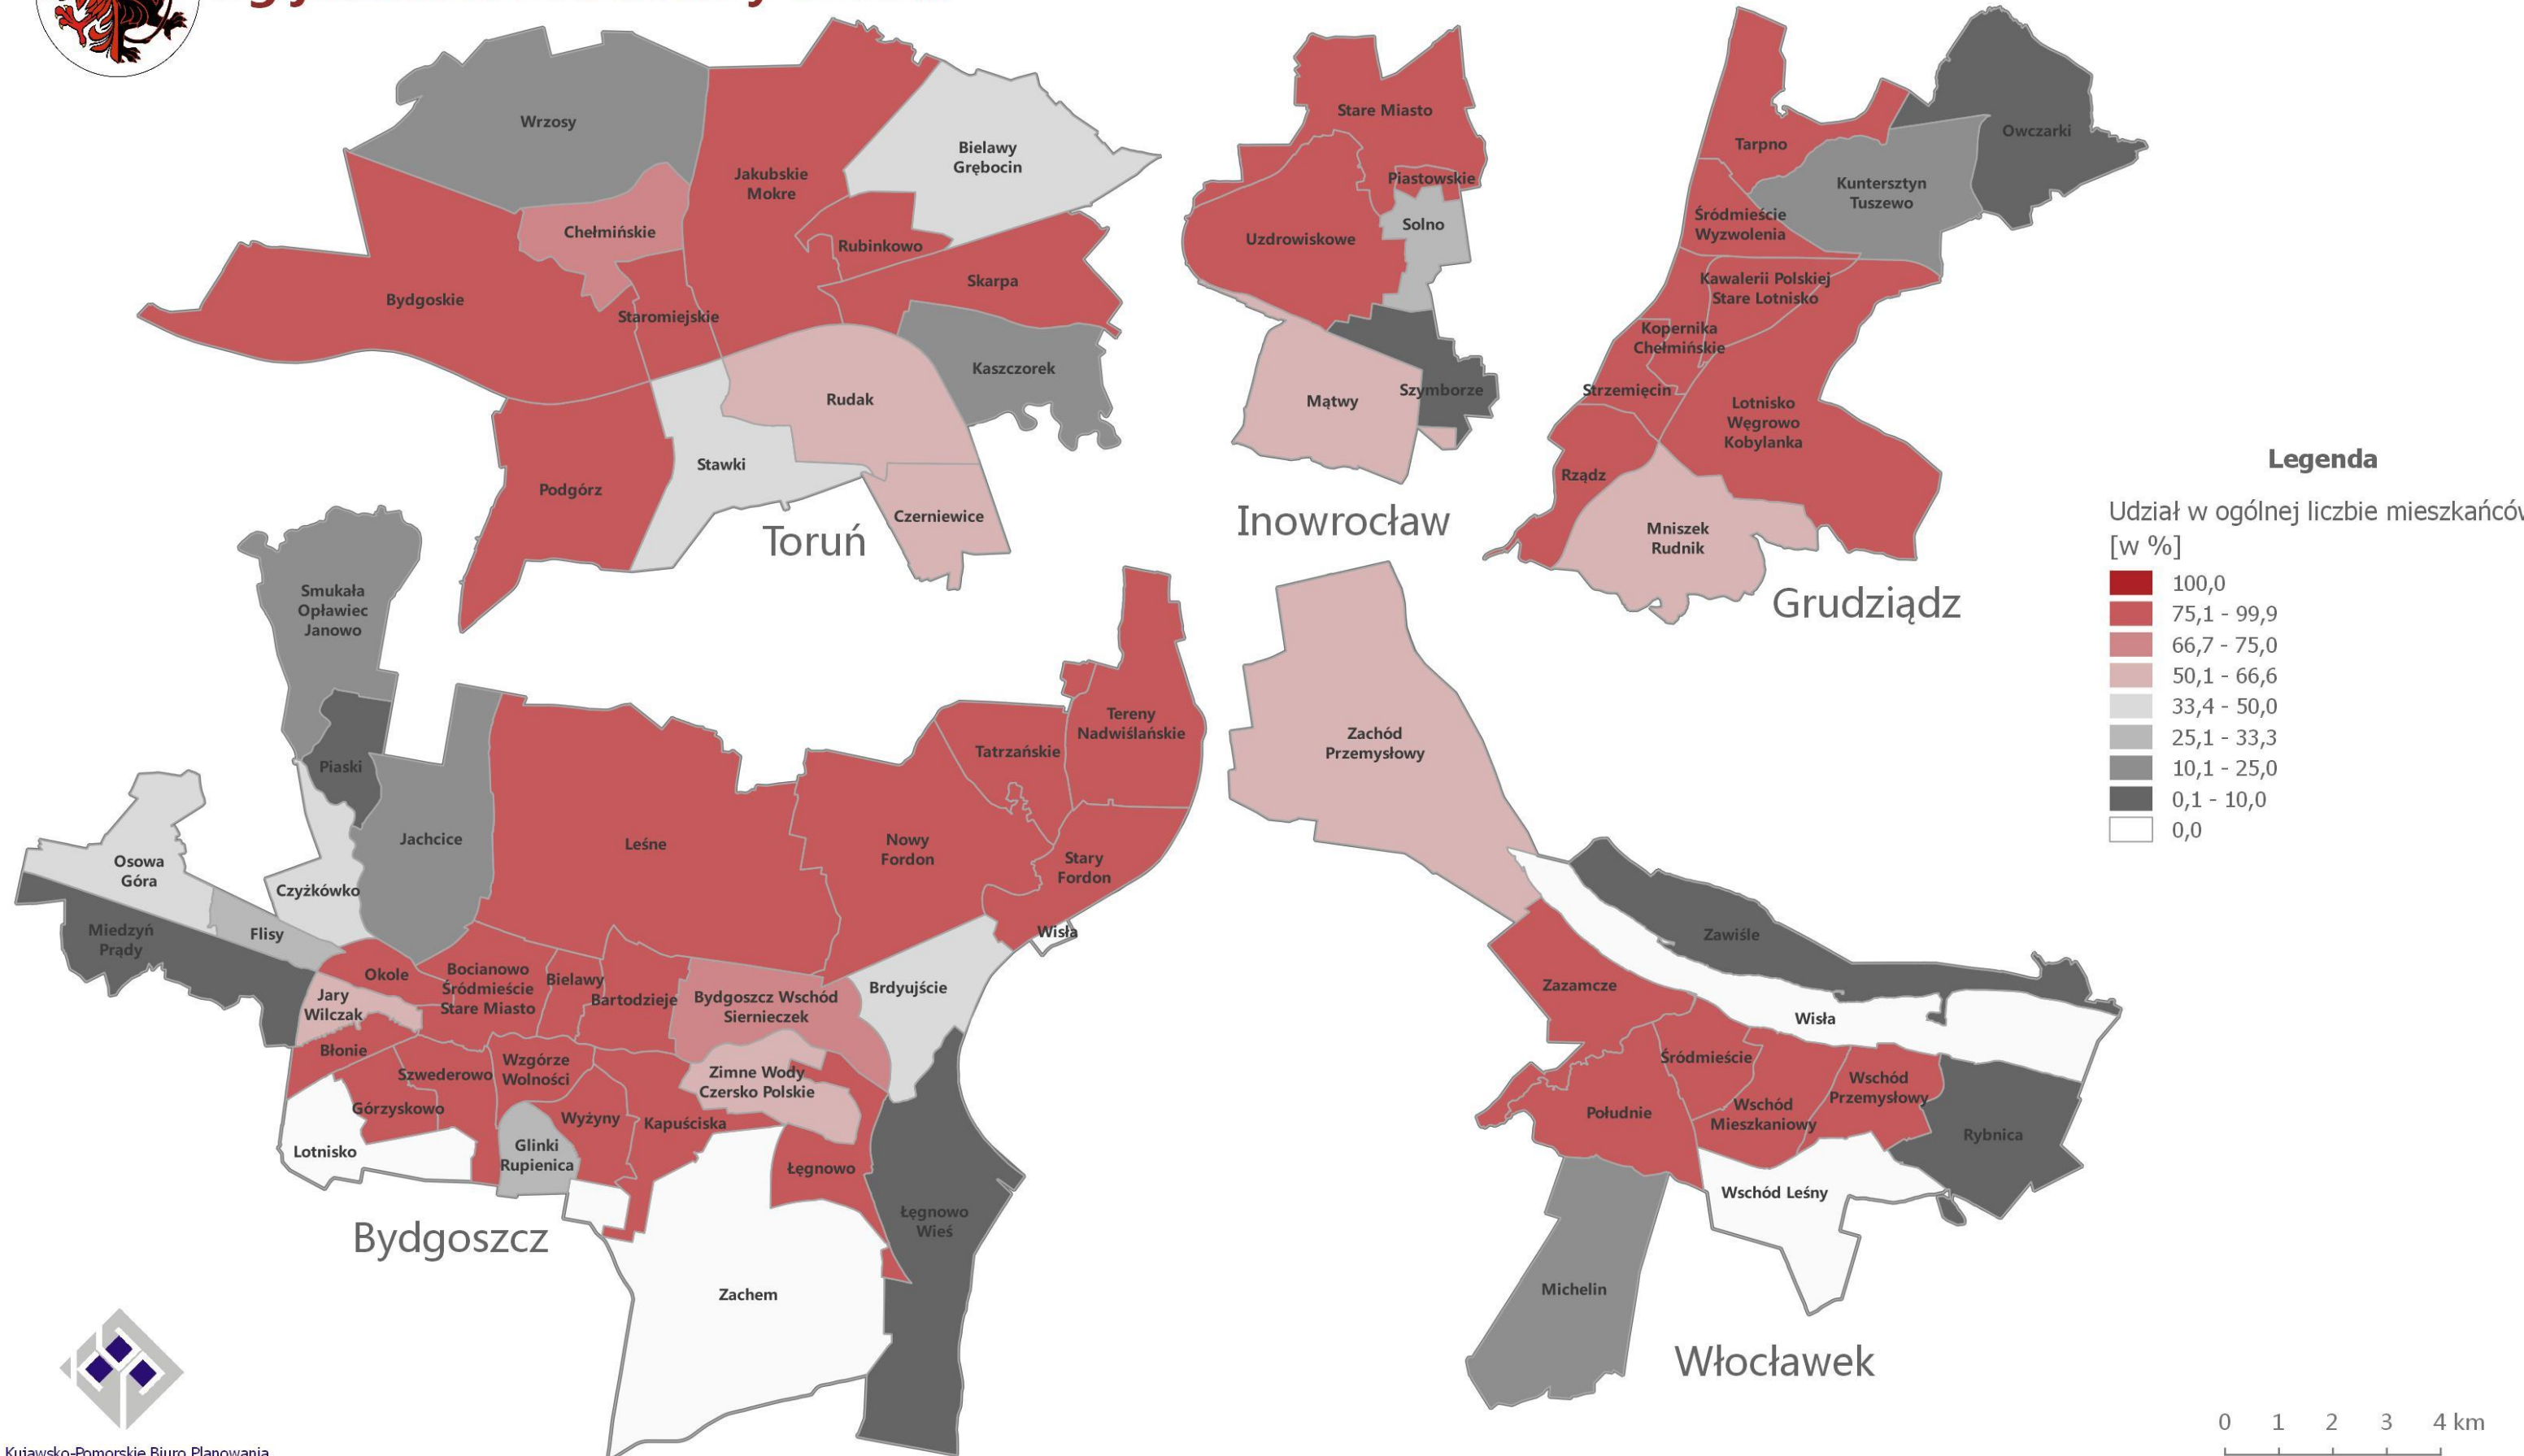 Wrzosy
Bielawy
Grębocin
Jakubskie
Mokre
Chełmińskie
Rubinkowo
Skarpa
Bydgoskie
Staromiejskie
Kaszczorek
Rudak
Stawki
Podgórz
Czerniewice
Toruń
Stare Miasto
Piastowskie
Solno
Uzdrowiskowe
Szymborze
Mątwy
Inowrocław
Owczarki
Tarpno
Kuntersztyn
Tuszewo
Śródmieście
Wyzwolenia
Kawalerii Polskiej
Stare Lotnisko
Kopernika
Chełmińskie
Strzemięcin
Lotnisko
Węgrowo
Kobylanka
Rządz
Mniszek
Rudnik
Grudziądz
Legenda
Udział w ogólnej liczbie mieszkańców
[w %]
100,0
75,1 - 99,9
66,7 - 75,0
50,1 - 66,6
33,4 - 50,0
25,1 - 33,3
10,1 - 25,0
0,1 - 10,0
0,0
Smukała
Opławiec
Janowo
Piaski
Jachcice
Leśne
Tereny
Nadwiślańskie
Tatrzańskie
Nowy
Fordon
Stary
Fordon
Wisła
Osowa
Góra
Czyżkówko
Miedzyń
Prądy
Flisy
Okole
Bocianowo
Śródmieście
Stare Miasto
Bielawy
Bartodzieje
Bydgoszcz Wschód
Siernieczek
Brdyujście
Jary
Wilczak
Błonie
Szwederowo
Wzgórze
Wolności
Zimne Wody
Czersko Polskie
Górzyskowo
Wyżyny
Kapuściska
Lotnisko
Glinki
Rupienica
Łęgnowo
Łęgnowo
Wieś
Zachem
Bydgoszcz
Zachód
Przemysłowy
Zawiśle
Zazamcze
Wisła
Śródmieście
Wschód
Przemysłowy
Południe
Wschód
Mieszkaniowy
Rybnica
Wschód Leśny
Michelin
Włocławek
0 1 2 3 4 km
Kujawsko-Pomorskie Biuro Planowania